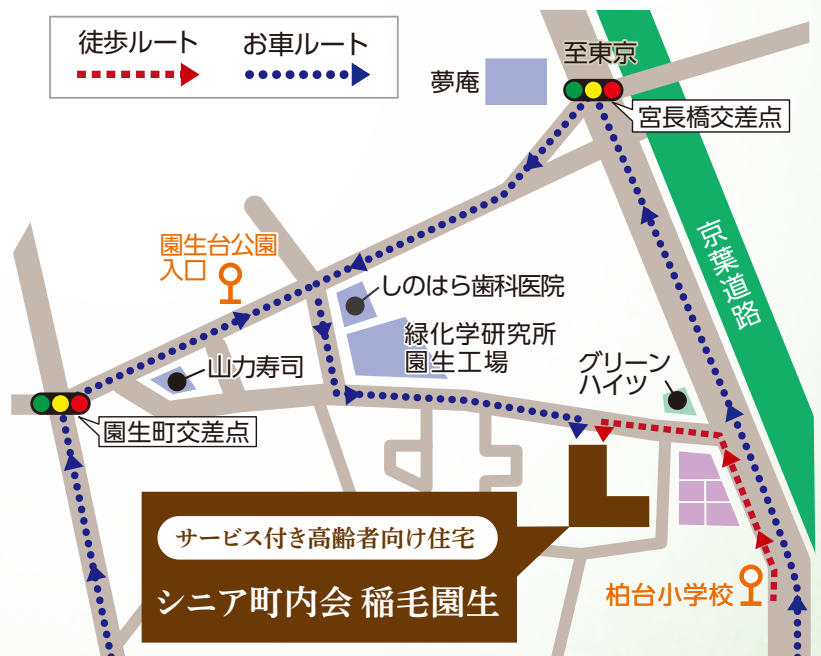 徒歩ルート
お車ルート
夢庵
至東京
宮長橋交差点
京葉道路
園生台公園
入口
しのはら歯科医院
緑化学研究所
園生工場
山力寿司
グリーン
ハイツ
園生町交差点
サービス付き高齢者向け住宅
シニア町内会 稲毛園生
柏台小学校